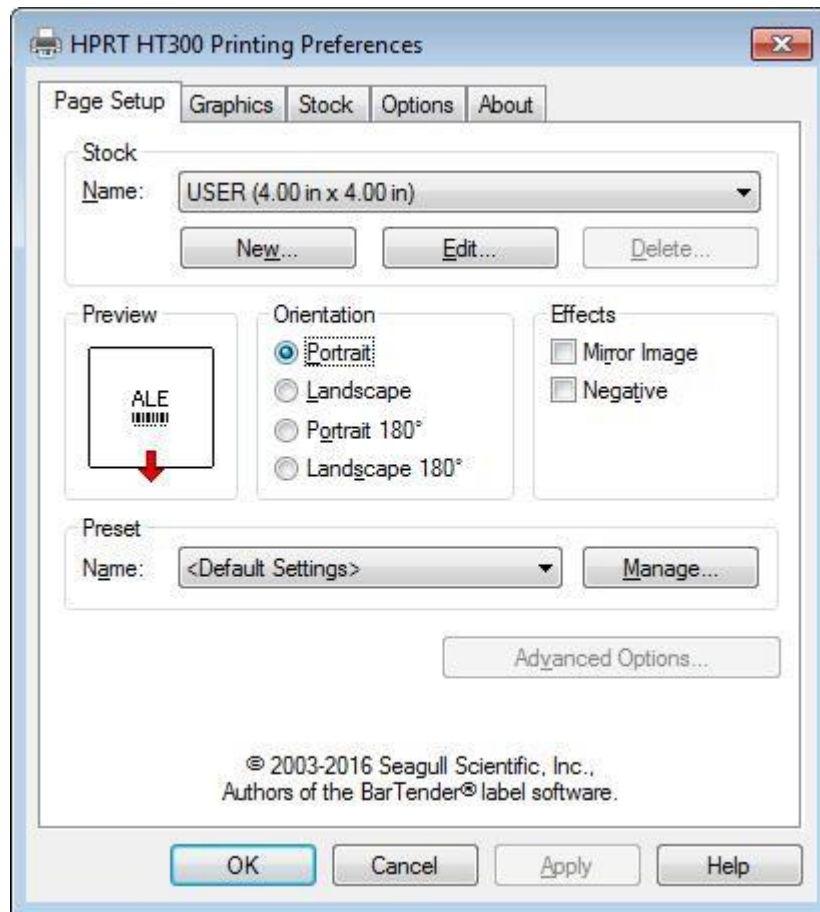 HPRT HT300 Printing Preferences
Page Setup Graphics Stock Options About
Stock
Name: USER (4.00 in x 4.00 in)
New... Edit... Delete...
Preview Orientation Effects
ALE Portrait Mirror Image
Landscape Negative
Portrait 180°
Landscape 180°
Preset
Name: <Default Settings> Manage...
Advanced Options...
© 2003-2016 Seagull Scientific, Inc.,
Authors of the BarTender® label software.
OK Cancel Apply Help